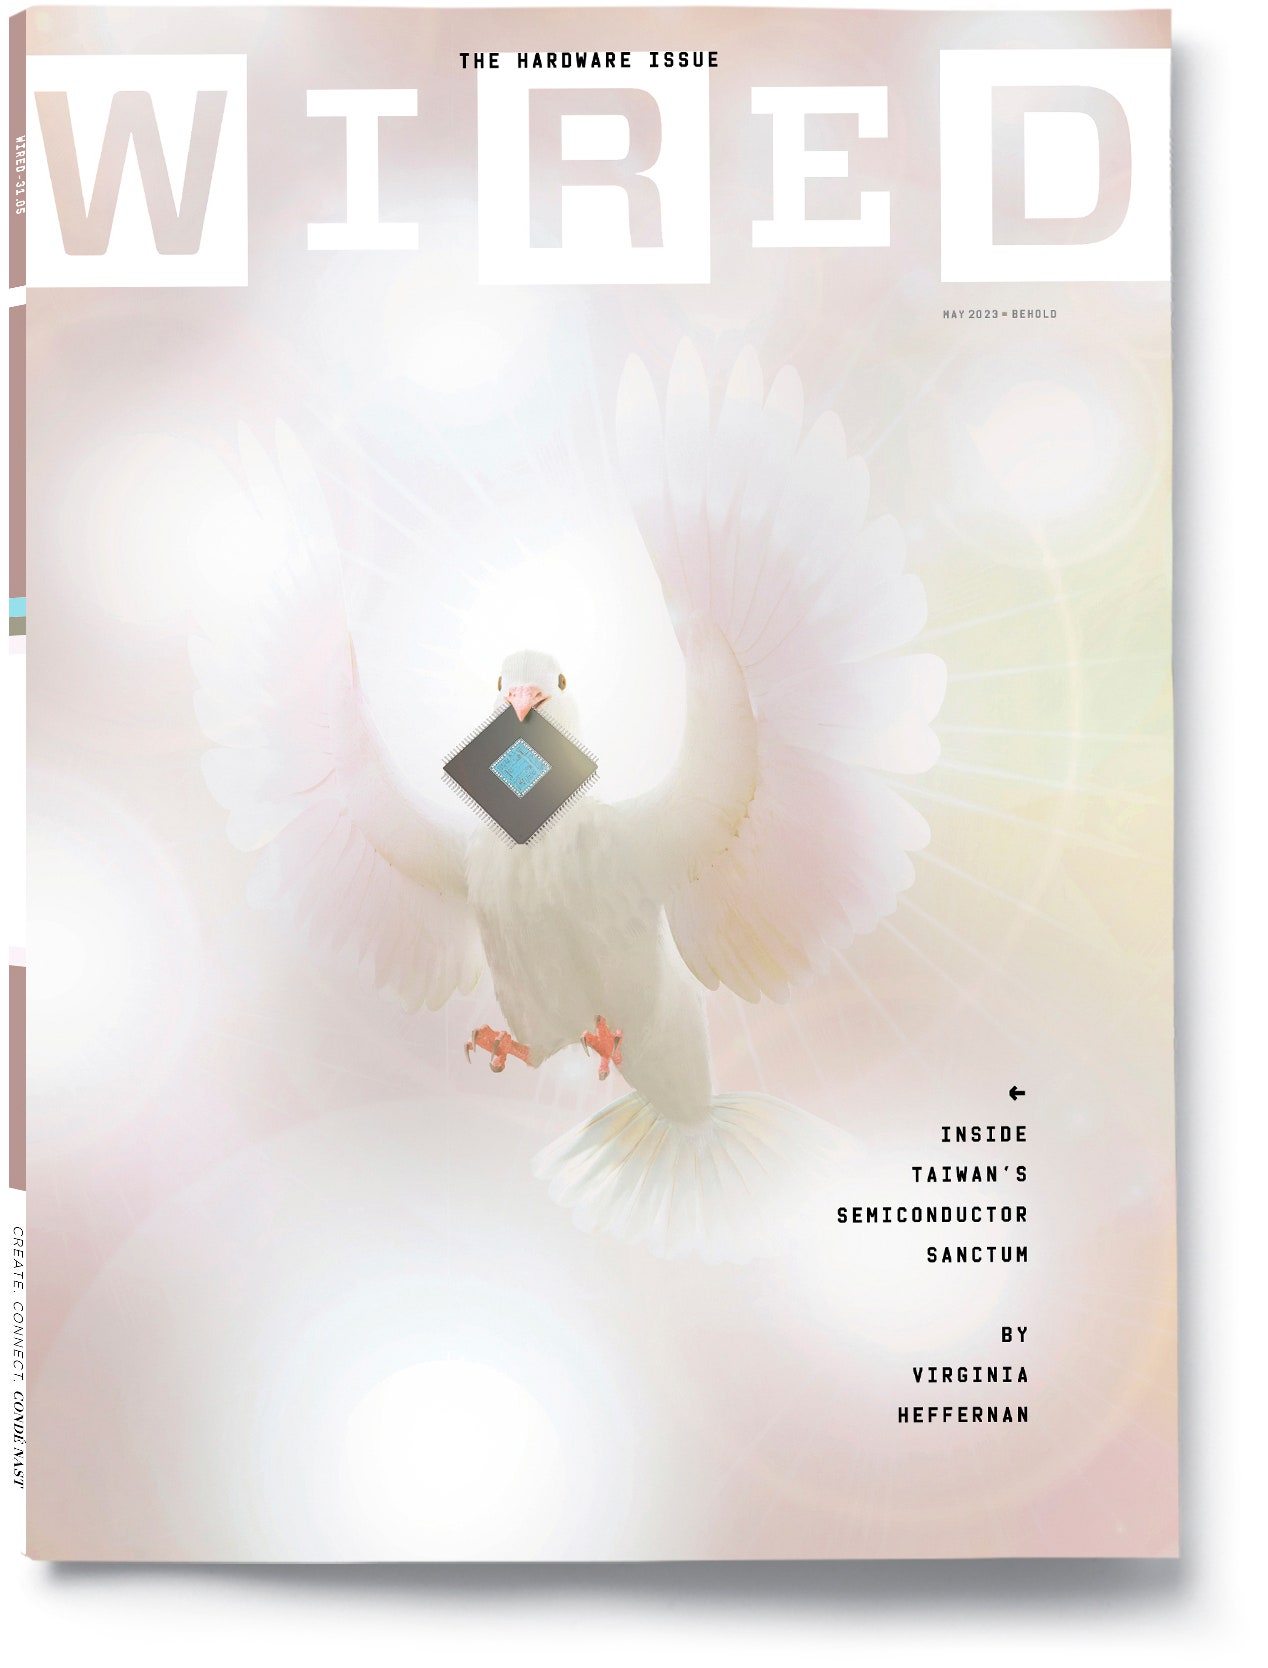 THE HARDWARE ISSUE
WIRED
MAY 2023 = BEHOLD
←
INSIDE
TAIWAN'S
SEMICONDUCTOR
SANCTUM
BY
VIRGINIA
HEFFERNAN
WIRED-31.05
CREATE. CONNECT. CONDÉ NAST